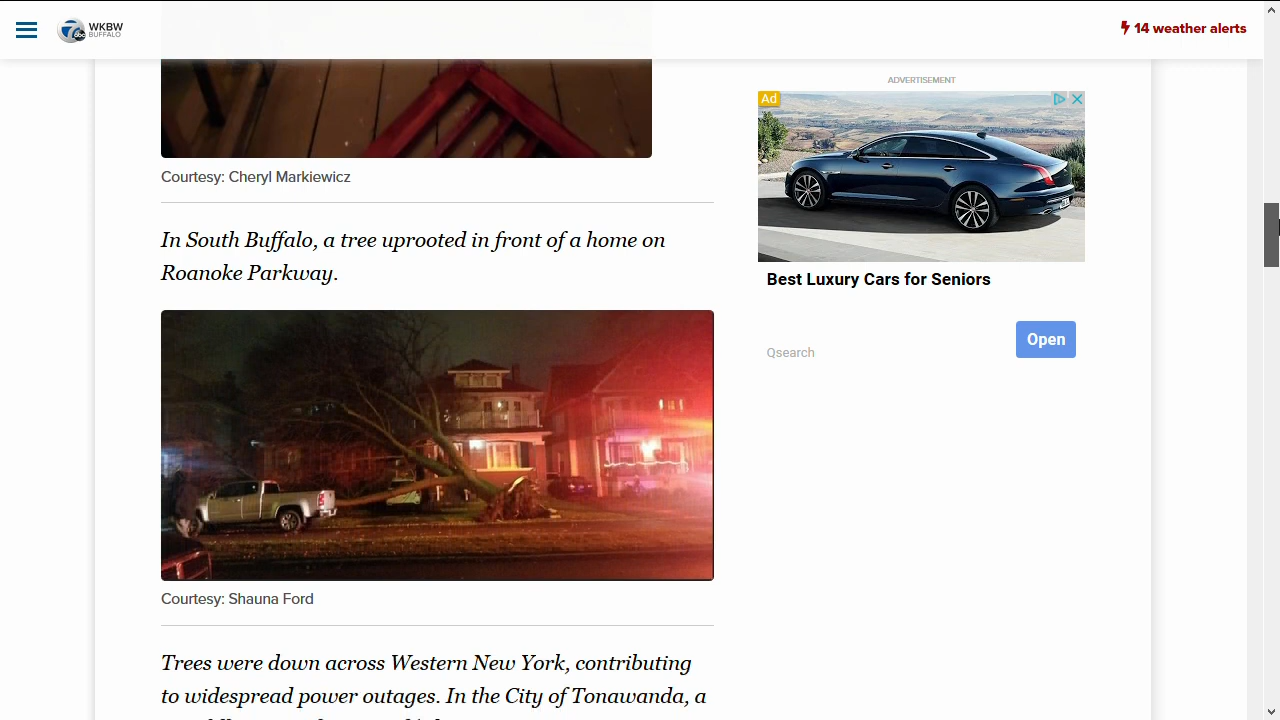 7 abc WKBW
BUFFALO
14 weather alerts
Courtesy: Cheryl Markiewicz
In South Buffalo, a tree uprooted in front of a home on
Roanoke Parkway.
Courtesy: Shauna Ford
Trees were down across Western New York, contributing
to widespread power outages. In the City of Tonawanda, a
ADVERTISEMENT
Ad
Best Luxury Cars for Seniors
Qsearch
Open